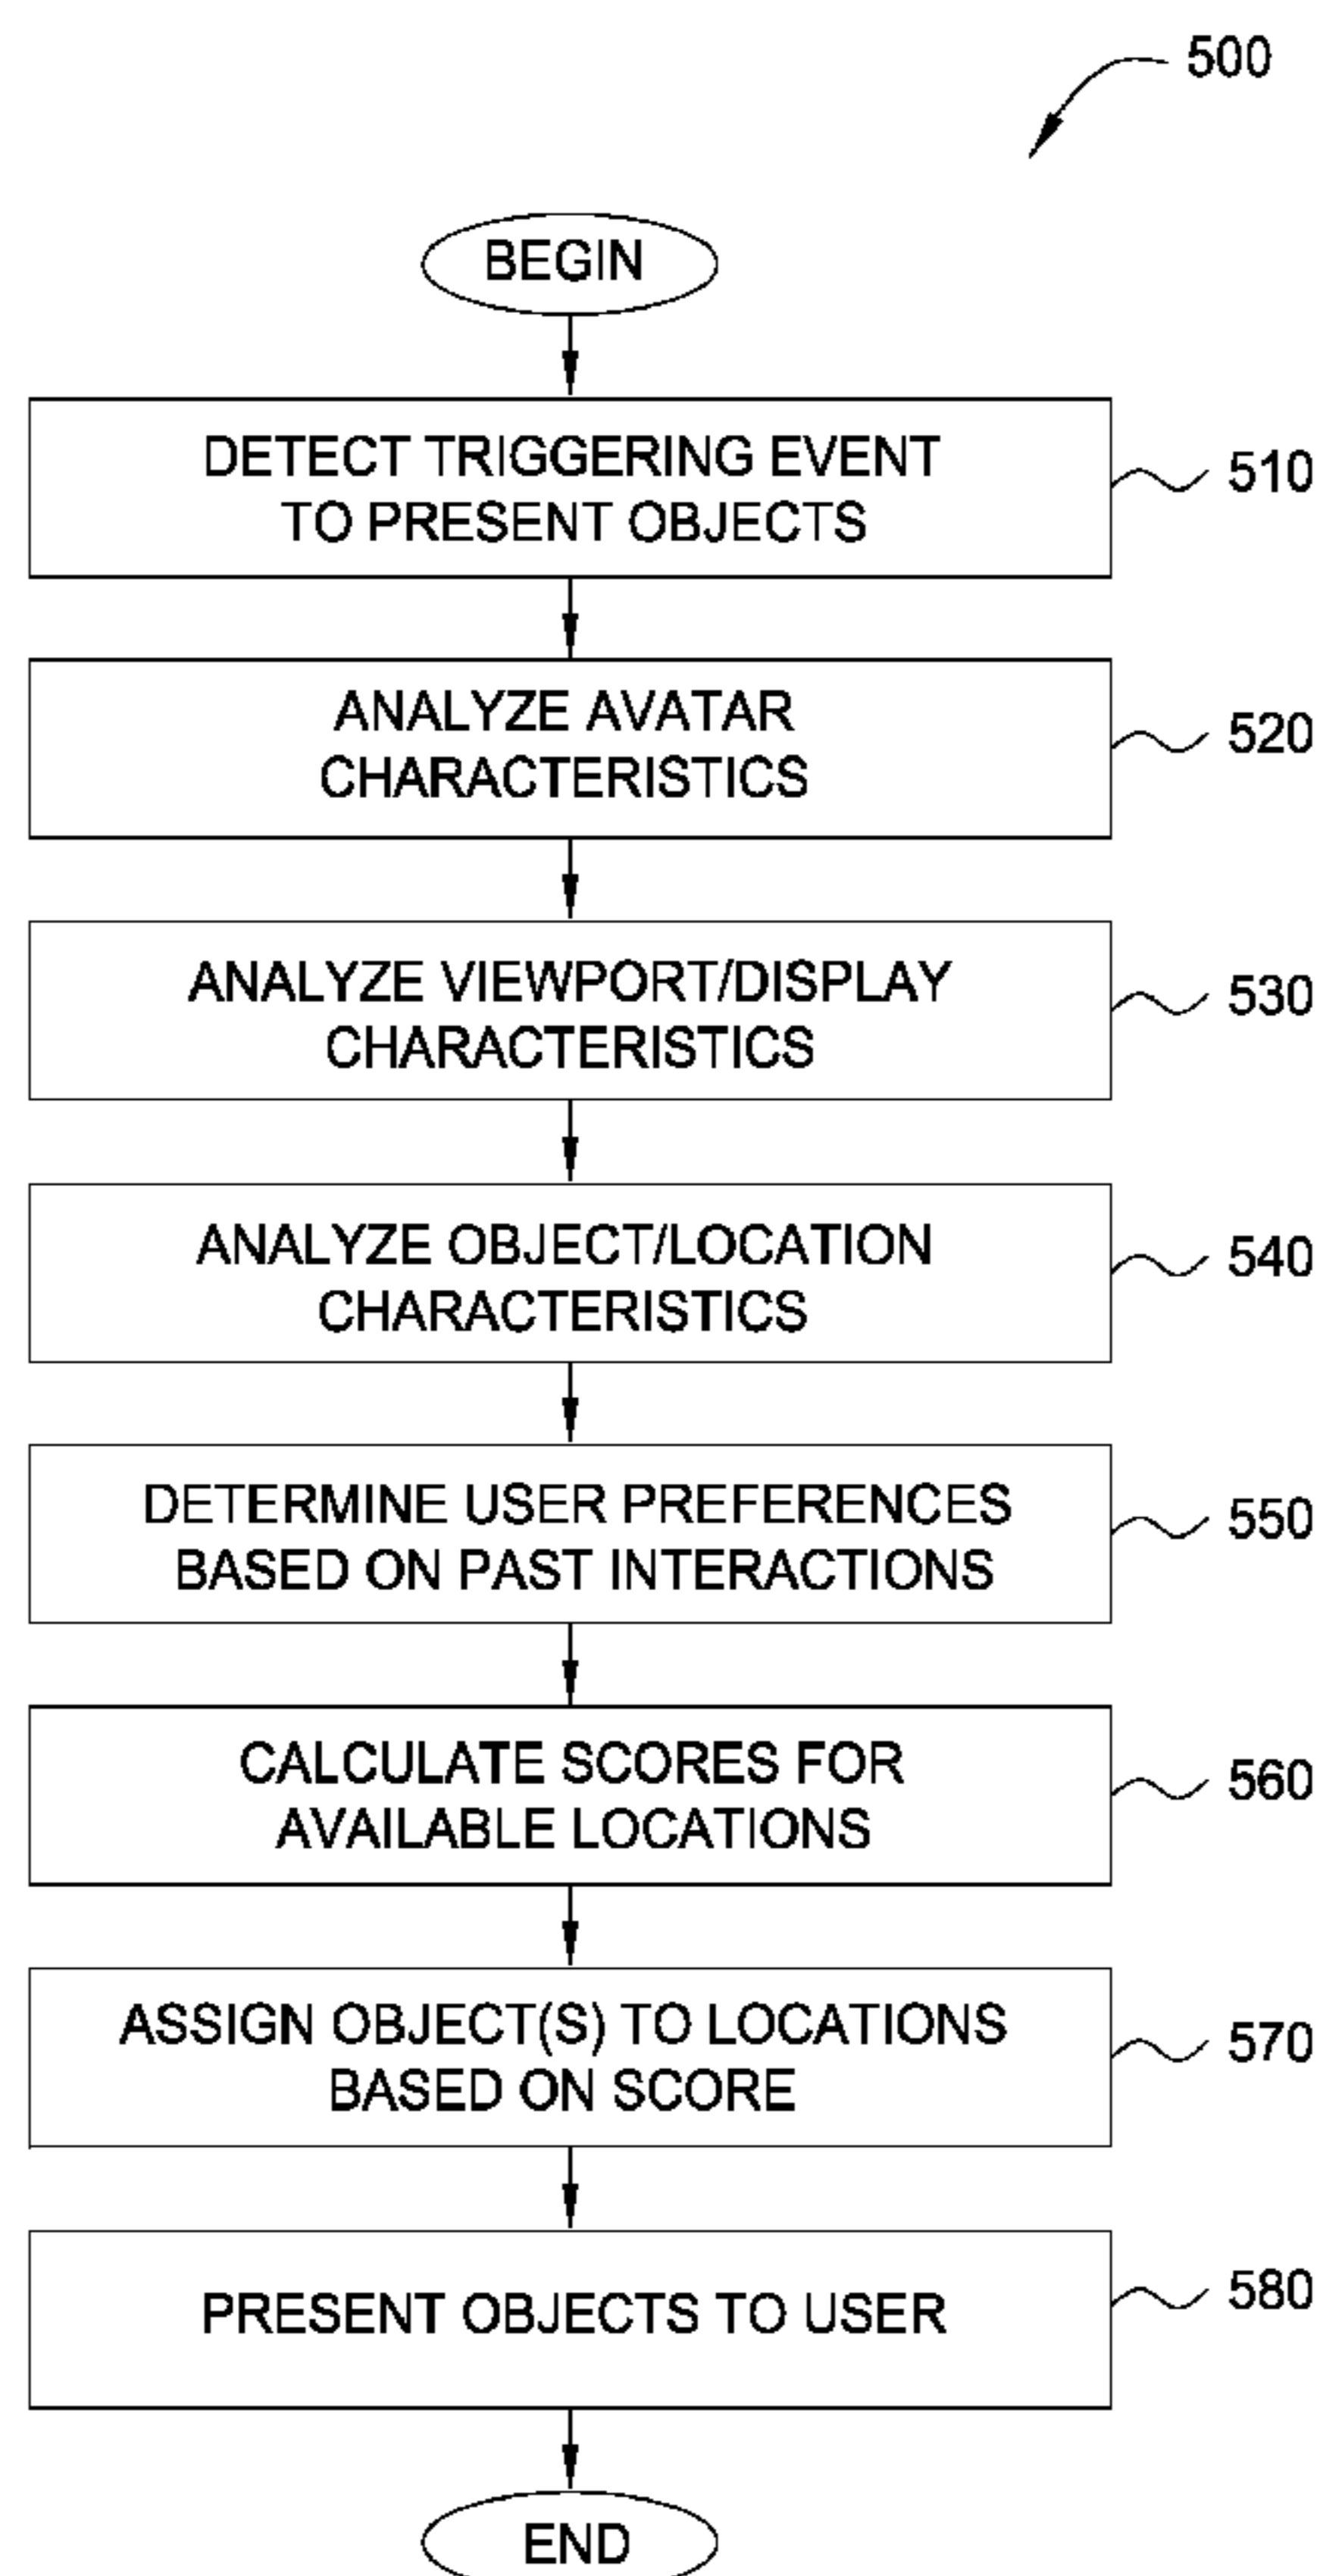 500
BEGIN
DETECT TRIGGERING EVENT
TO PRESENT OBJECTS
510
ANALYZE AVATAR
CHARACTERISTICS
520
ANALYZE VIEWPORT/DISPLAY
CHARACTERISTICS
530
ANALYZE OBJECT/LOCATION
CHARACTERISTICS
540
DETERMINE USER PREFERENCES
BASED ON PAST INTERACTIONS
550
CALCULATE SCORES FOR
AVAILABLE LOCATIONS
560
ASSIGN OBJECT(S) TO LOCATIONS
BASED ON SCORE
570
PRESENT OBJECTS TO USER
580
END